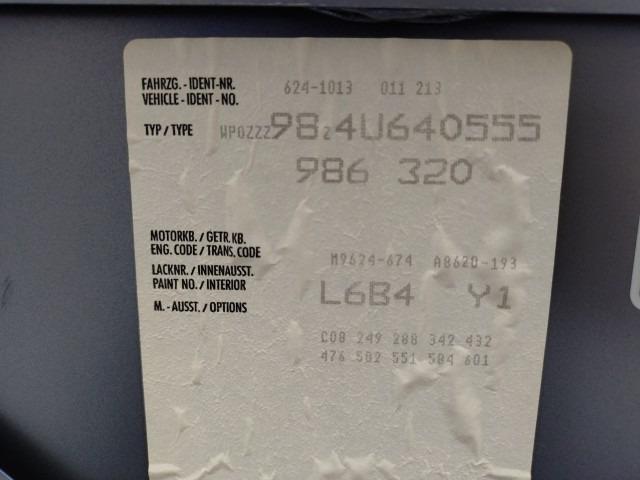 FAHRZG. - IDENT-NR. 624-1013 011 213
VEHICLE - IDENT - NO.
TYP / TYPE WP0ZZZ98Z4U640555
986 320
MOTORKB. / GETR. KB.
ENG. CODE / TRANS. CODE M9624-674 A8620-193
LACKNR. / INNENAUSST.
PAINT NO. / INTERIOR L6B4 Y1
M. - AUSST. / OPTIONS
C08 249 288 342 432
476 502 551 584 601